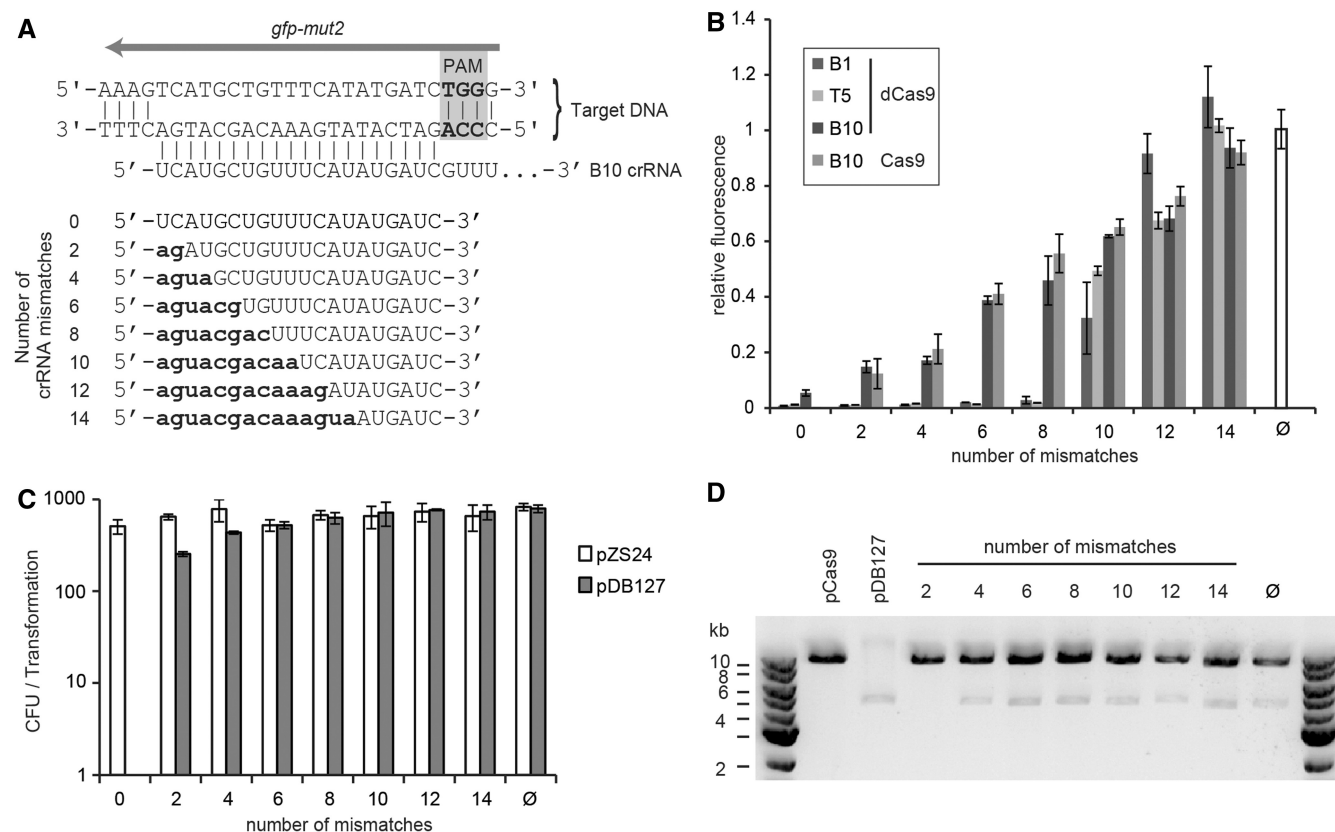 A
gfp-mut2
PAM
5'-AAAGTCATGCTGTTTCATATGATCTGGG-3'
3'-TTTCAGTACGACAAAGTATACTAGACCC-5'
Target DNA
5’-UCAUGCUGUUUCAUAUGAUCGUUU...-3’ B10 crRNA
Number of
crRNA mismatches
0 5’-UCAUGCUGUUUCAUAUGAUC-3’
2 5’-agAUGCUGUUUCAUAUGAUC-3’
4 5’-aguaGCUGUUUCAUAUGAUC-3’
6 5’-aguacgUGUUUCAUAUGAUC-3’
8 5’-aguacgacUUUCAUAUGAUC-3’
10 5’-aguacgacaaUCAUAUGAUC-3’
12 5’-aguacgacaaagAUAUGAUC-3’
14 5’-aguacgacaaaguaAUGAUC-3’
B
relative fluorescence
1.4
1.2
1
0.8
0.6
0.4
0.2
0
B1
T5
B10
dCas9
B10 Cas9
0 2 4 6 8 10 12 14 Ø
number of mismatches
C
CFU / Transformation
1000
100
10
1
pZS24
pDB127
0 2 4 6 8 10 12 14 Ø
number of mismatches
D
pCas9
pDB127
number of mismatches
2 4 6 8 10 12 14 Ø
kb
10
8
6
4
2